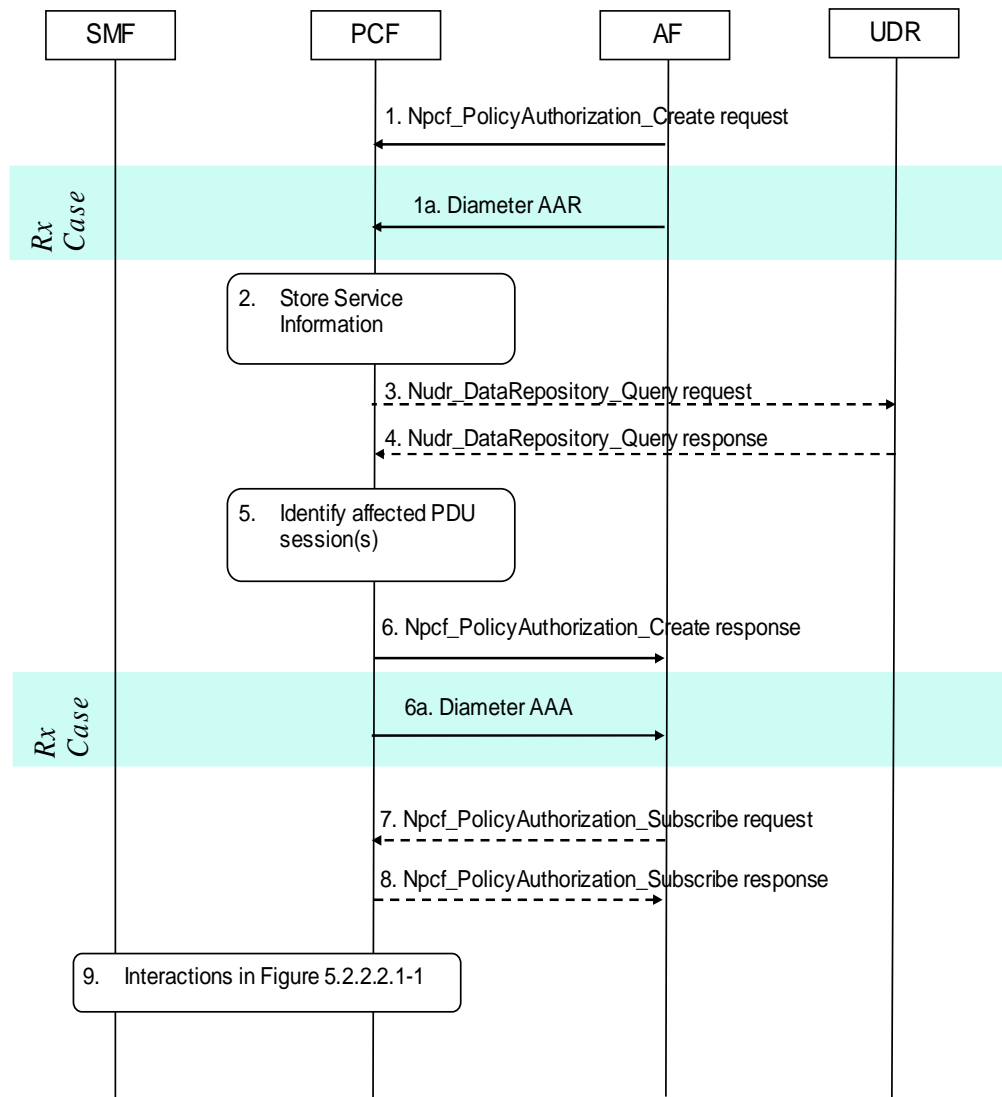 SMF
PCF
AF
UDR
1. Npcf_PolicyAuthorization_Create request
Rx
Case
1a. Diameter AAR
2. Store Service
Information
3. Nudr_DataRepository_Query request
4. Nudr_DataRepository_Query response
5. Identify affected PDU
session(s)
6. Npcf_PolicyAuthorization_Create response
Rx
Case
6a. Diameter AAA
7. Npcf_PolicyAuthorization_Subscribe request
8. Npcf_PolicyAuthorization_Subscribe response
9. Interactions in Figure 5.2.2.2.1-1